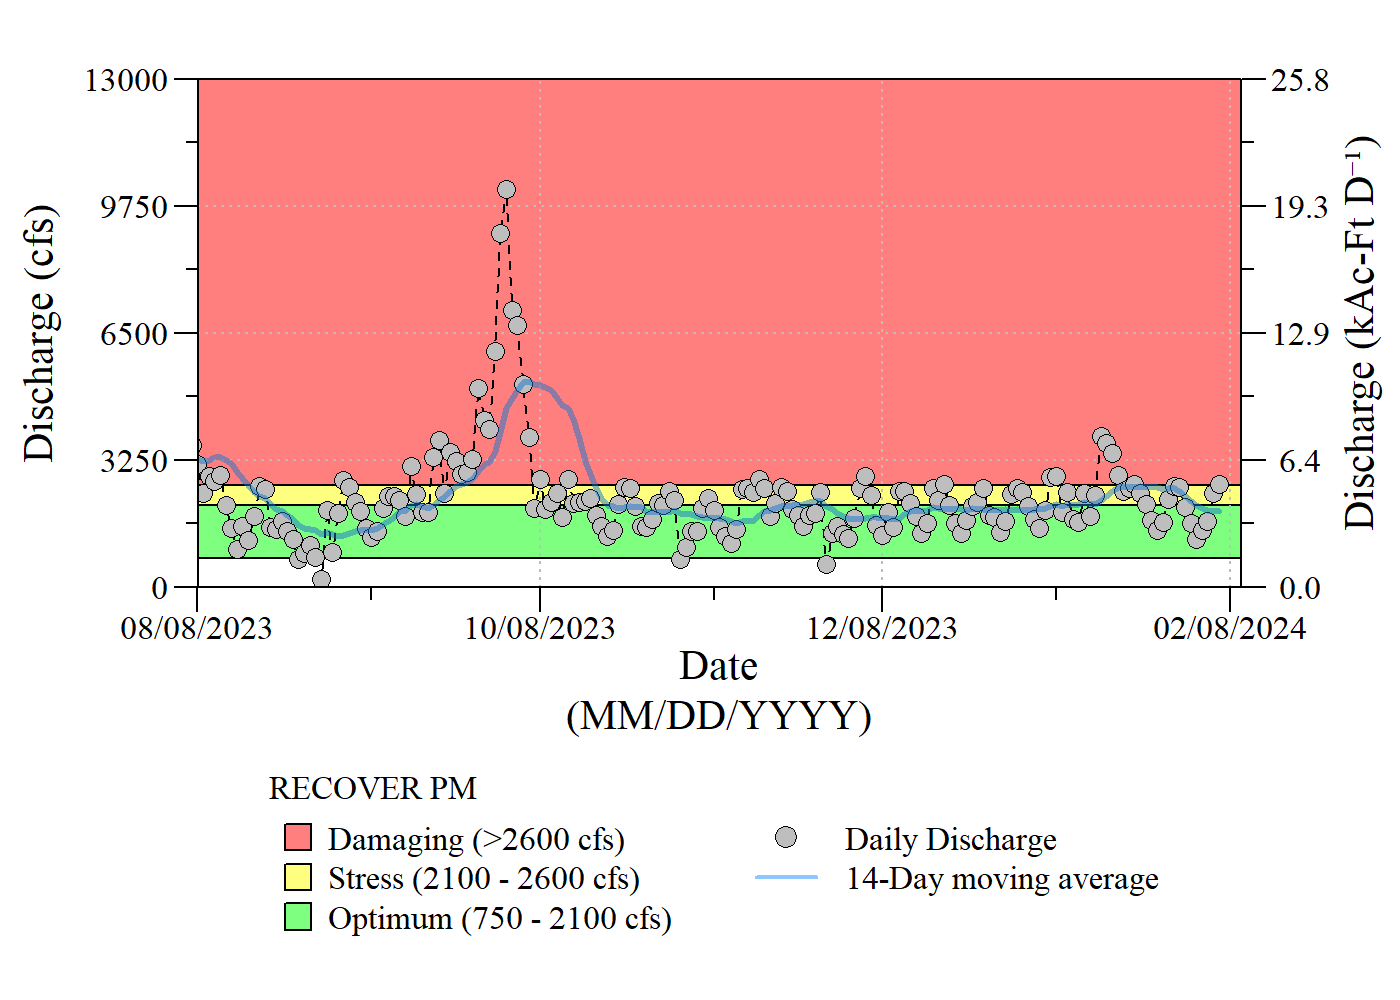 13000
9750
6500
3250
0
Discharge (cfs)
25.8
19.3
12.9
6.4
0.0
Discharge (kAc-Ft D⁻¹)
08/08/2023
10/08/2023
12/08/2023
02/08/2024
Date
(MM/DD/YYYY)
RECOVER PM
Damaging (>2600 cfs)
Stress (2100 - 2600 cfs)
Optimum (750 - 2100 cfs)
Daily Discharge
14-Day moving average